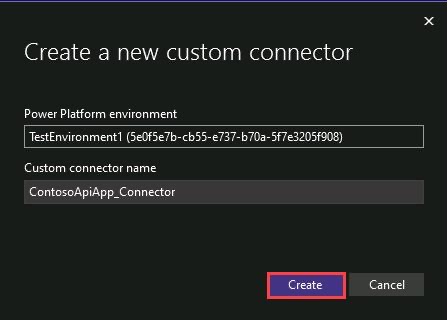 Create a new custom connector
Power Platform environment
TestEnvironment1 (5e0f5e7b-cb55-e737-b70a-5f7e3205f908)
Custom connector name
ContosoApiApp_Connector
Create
Cancel